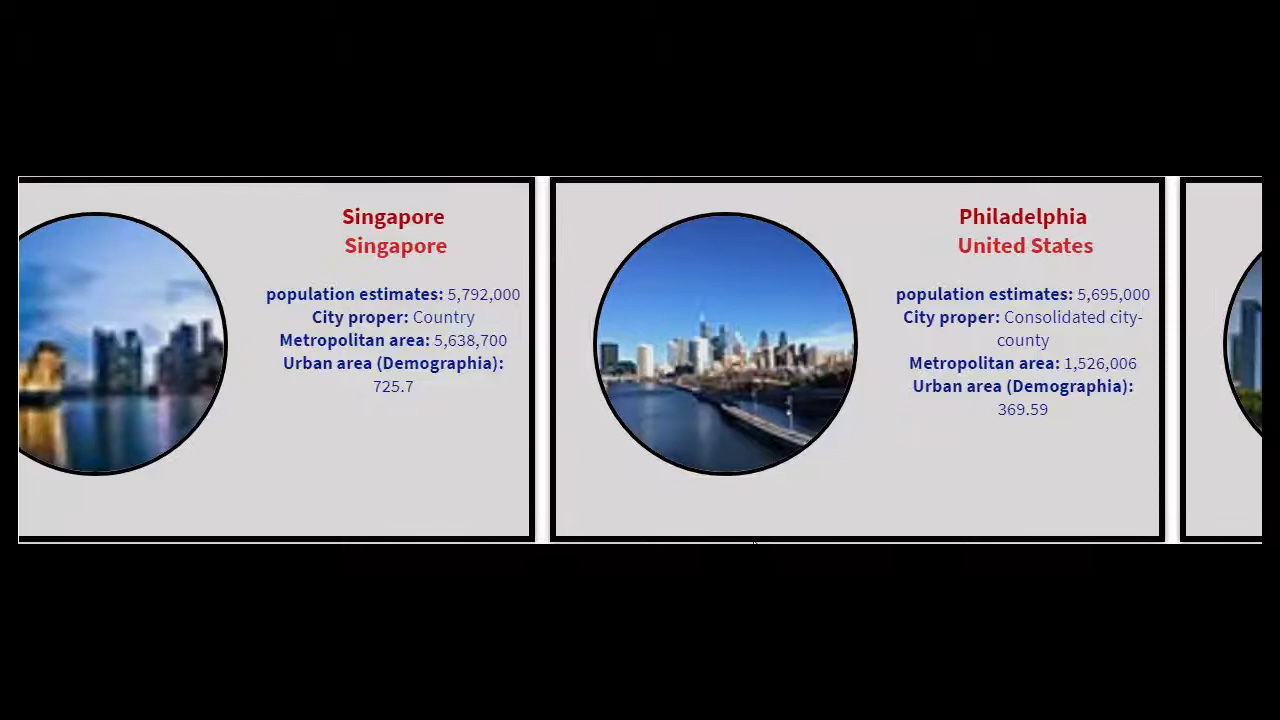 Singapore
Singapore
population estimates: 5,792,000
City proper: Country
Metropolitan area: 5,638,700
Urban area (Demographia):
725.7
Philadelphia
United States
population estimates: 5,695,000
City proper: Consolidated city-
county
Metropolitan area: 1,526,006
Urban area (Demographia):
369.59